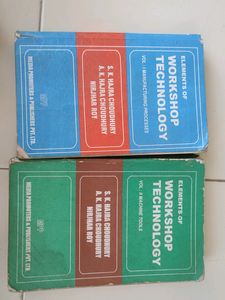 ELEMENTS OF
WORKSHOP
TECHNOLOGY
VOL : I MANUFACTURING PROCESSES
S. K. HAJRA CHOUDHURY
A. K. HAJRA CHOUDHURY
NIRJHAR ROY
MEDIA PROMOTERS & PUBLISHERS PVT. LTD.
ELEMENTS OF
WORKSHOP
TECHNOLOGY
VOL : MACHINE TOOLS
S. K. HAJRA CHOUDHURY
A. K. HAJRA CHOUDHURY
NIRJHAR ROY
MEDIA PROMOTERS & PUBLISHERS PVT. LTD.